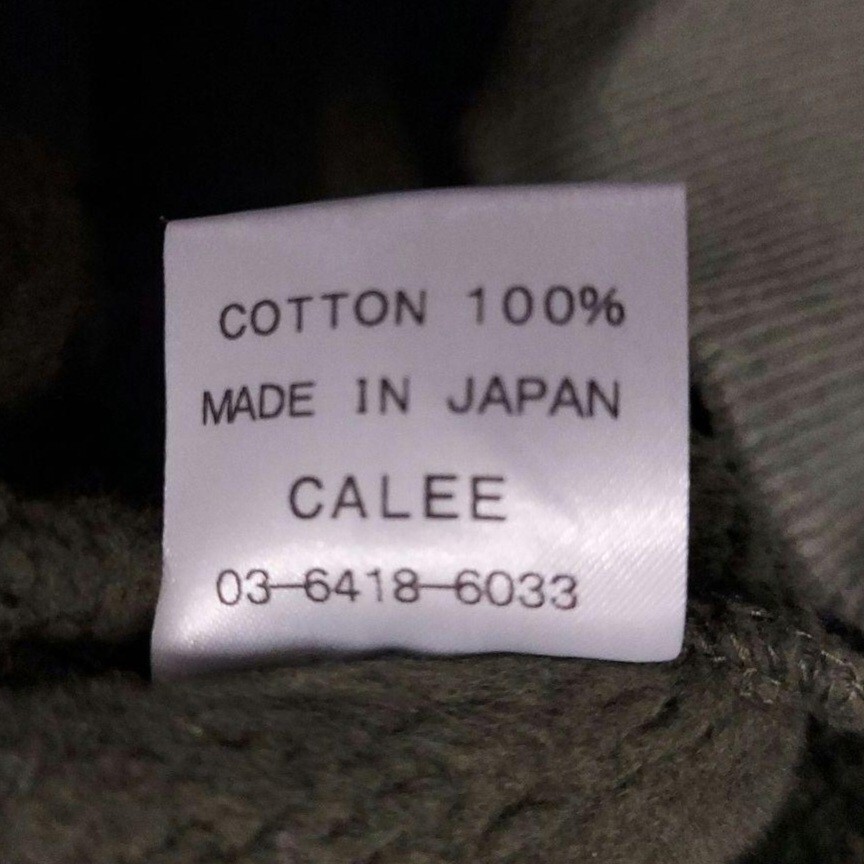 COTTON 100%
MADE IN JAPAN
CALEE
03-6418-6033